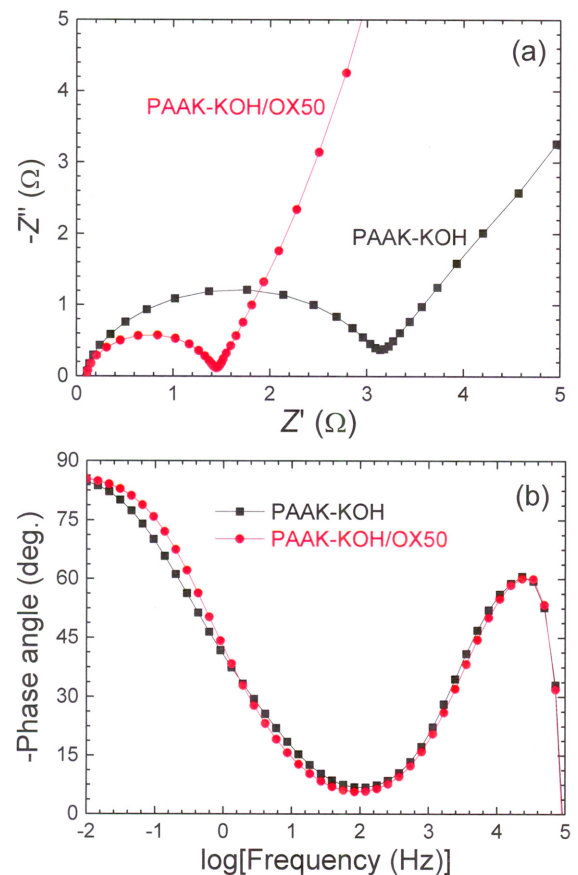 (a)
PAAK-KOH/OX50
PAAK-KOH
5
4
3
2
1
0
-Z'' (Ω)
0 1 2 3 4 5
Z' (Ω)
(b)
PAAK-KOH
PAAK-KOH/OX50
90
75
60
45
30
15
0
-Phase angle (deg.)
-2 -1 0 1 2 3 4 5
log[Frequency (Hz)]